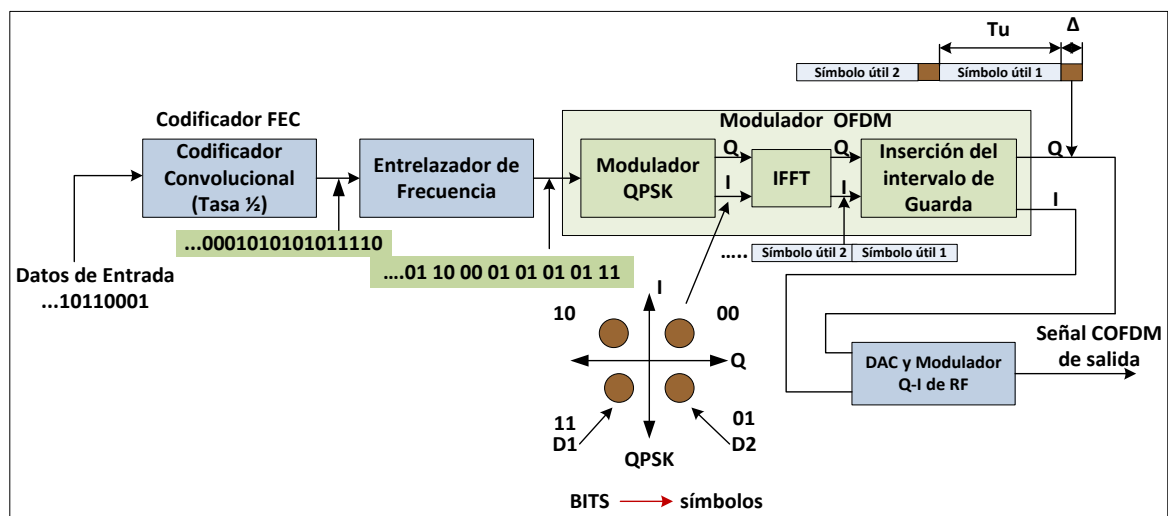 Tu
Δ
Símbolo útil 2
Símbolo útil 1
Codificador FEC
Modulador OFDM
Codificador
Convolucional
(Tasa ½)
Entrelazador de
Frecuencia
Modulador
QPSK
Q
I
IFFT
Q
I
Inserción del
intervalo de
Guarda
Q
I
...0001010101011110
Símbolo útil 2
Símbolo útil 1
.....
Datos de Entrada
...10110001
....01 10 00 01 01 01 01 11
I
10
00
Q
11
01
D1
D2
QPSK
DAC y Modulador
Q-I de RF
Señal COFDM
de salida
BITS
símbolos